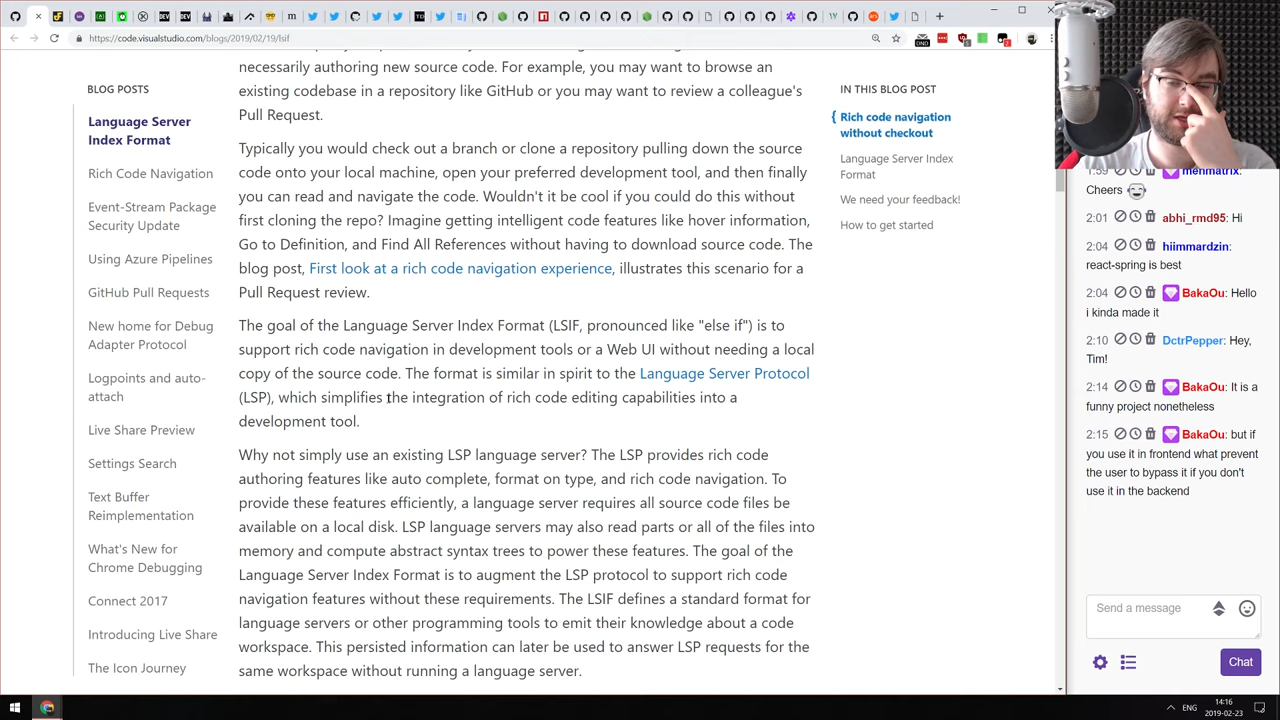 https://code.visualstudio.com/blogs/2019/02/19/lsif
BLOG POSTS
Language Server
Index Format
Rich Code Navigation
Event-Stream Package
Security Update
Using Azure Pipelines
GitHub Pull Requests
New home for Debug
Adapter Protocol
Logpoints and auto-
attach
Live Share Preview
Settings Search
Text Buffer
Reimplementation
What's New for
Chrome Debugging
Connect 2017
Introducing Live Share
The Icon Journey
necessarily authoring new source code. For example, you may want to browse an
existing codebase in a repository like GitHub or you may want to review a colleague's
Pull Request.
Typically you would check out a branch or clone a repository pulling down the source
code onto your local machine, open your preferred development tool, and then finally
you can read and navigate the code. Wouldn't it be cool if you could do this without
first cloning the repo? Imagine getting intelligent code features like hover information,
Go to Definition, and Find All References without having to download source code. The
blog post, First look at a rich code navigation experience, illustrates this scenario for a
Pull Request review.
The goal of the Language Server Index Format (LSIF, pronounced like "else if") is to
support rich code navigation in development tools or a Web UI without needing a local
copy of the source code. The format is similar in spirit to the Language Server Protocol
(LSP), which simplifies the integration of rich code editing capabilities into a
development tool.
Why not simply use an existing LSP language server? The LSP provides rich code
authoring features like auto complete, format on type, and rich code navigation. To
provide these features efficiently, a language server requires all source code files be
available on a local disk. LSP language servers may also read parts or all of the files into
memory and compute abstract syntax trees to power these features. The goal of the
Language Server Index Format is to augment the LSP protocol to support rich code
navigation features without these requirements. The LSIF defines a standard format for
language servers or other programming tools to emit their knowledge about a code
workspace. This persisted information can later be used to answer LSP requests for the
same workspace without running a language server.
IN THIS BLOG POST
Rich code navigation
without checkout
Language Server Index
Format
We need your feedback!
How to get started
1:59 menmatrix:
Cheers
2:01 abhi_rmd95: Hi
2:04 hiimmardzin:
react-spring is best
2:04 BakaOu: Hello
i kinda made it
2:10 DctrPepper: Hey,
Tim!
2:14 BakaOu: It is a
funny project nonetheless
2:15 BakaOu: but if
you use it in frontend what prevent
the user to bypass it if you don't
use it in the backend
Send a message
Chat
ENG
14:16
2019-02-23